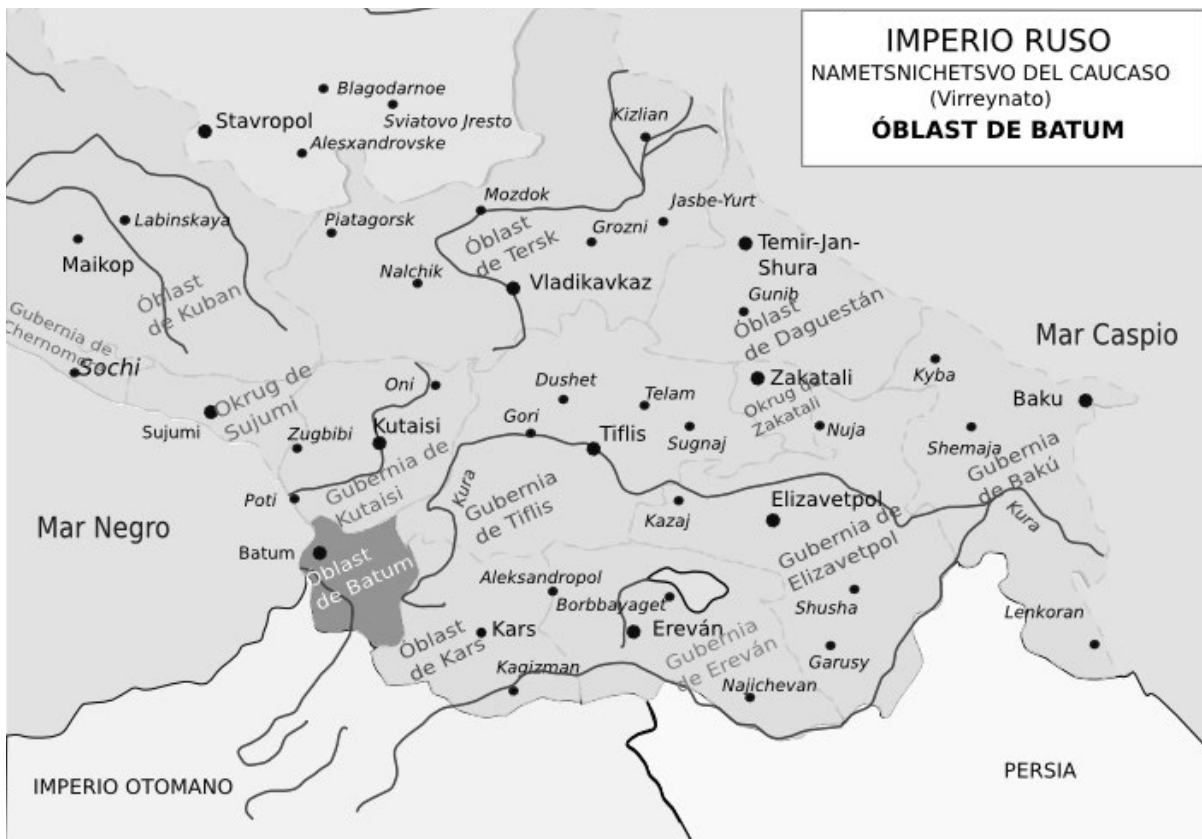 IMPERIO RUSO
NAMETSNICHETSVO DEL CAUCASO
(Virreynato)
ÓBLAST DE BATUM
Blagodarnoe
Stavropol
Sviatovo Jresto
Alesxandrovske
Kizlian
Mozdok
Jasbe-Yurt
Labinskaya
Piatagorsk
Grozni
Óblast
de Tersk
Temir-Jan-
Shura
Maikop
Nalchik
Vladikavkaz
Óblast
de Kuban
Gunib
Óblast
de Daguestán
Gubernia de
Chernomore
Sochi
Mar Caspio
Oni
Dushet
Telam
Zakatali
Kyba
Okrug de
Sujumi
Okrug de
Zakatali
Baku
Sujumi
Zugbibi
Kutaisi
Gori
Tiflis
Sugnaj
Nuja
Shemaja
Gubernia de
Kutaisi
Gubernia
de Bakú
Poti
Kura
Gubernia
de Tiflis
Kazaj
Elizavetpol
Kura
Mar Negro
Gubernia de
Elizavetpol
Batum
Óblast
de Batum
Aleksandropol
Borbbayaget
Shusha
Lenkoran
Kars
Ereván
Óblast
de Kars
Gubernia
de Ereván
Garusy
Kagizman
Najichevan
IMPERIO OTOMANO
PERSIA